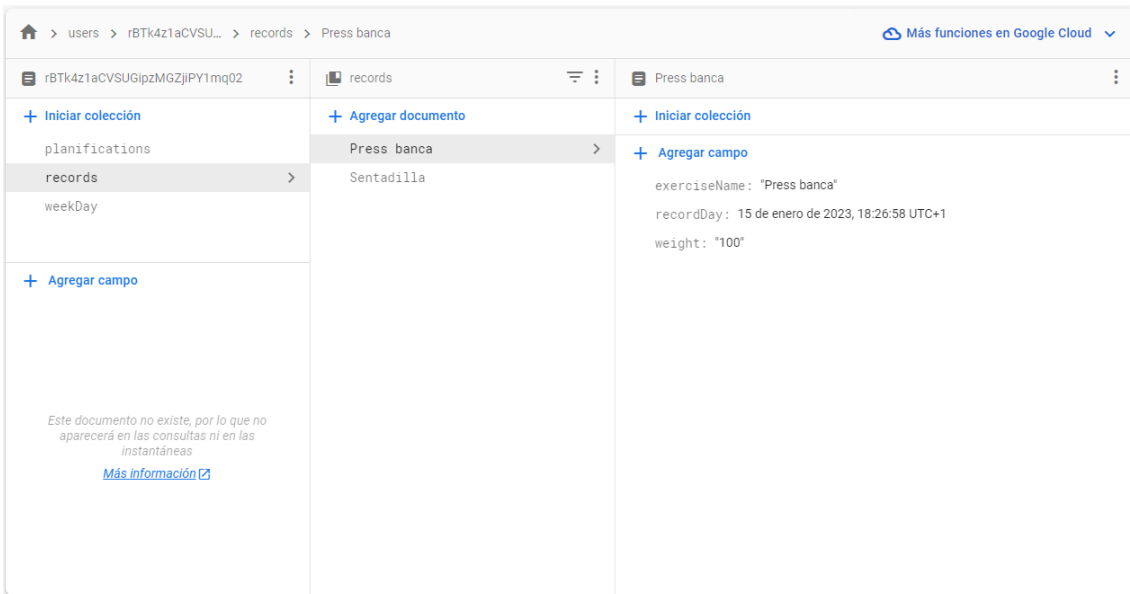 users > rBTk4z1aCVSU... > records > Press banca
Más funciones en Google Cloud
rBTk4z1aCVSUGipzMGZjiPY1mq02
Iniciar colección
planifications
records
weekDay
Agregar campo
Este documento no existe, por lo que no
aparecerá en las consultas ni en las
instantáneas
Más información
records
Agregar documento
Press banca
Sentadilla
Press banca
Iniciar colección
Agregar campo
exerciseName: "Press banca"
recordDay: 15 de enero de 2023, 18:26:58 UTC+1
weight: "100"